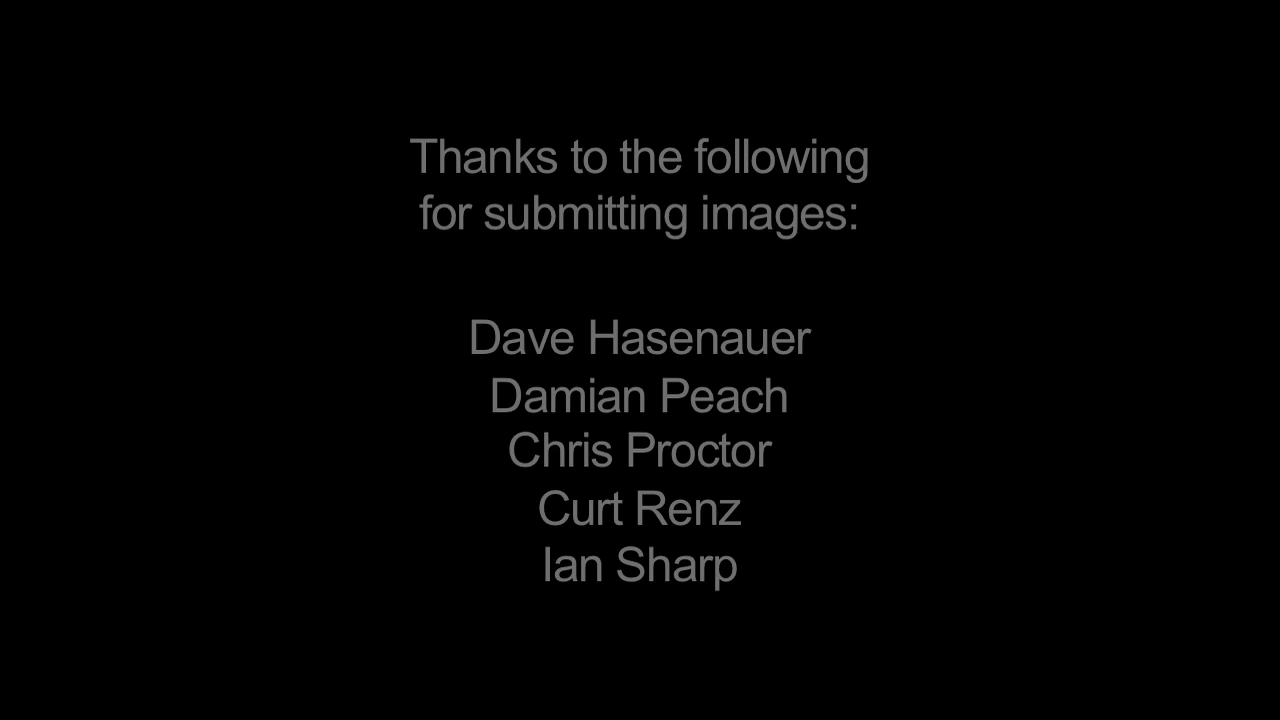 Thanks to the following
for submitting images:
Dave Hasenauer
Damian Peach
Chris Proctor
Curt Renz
Ian Sharp